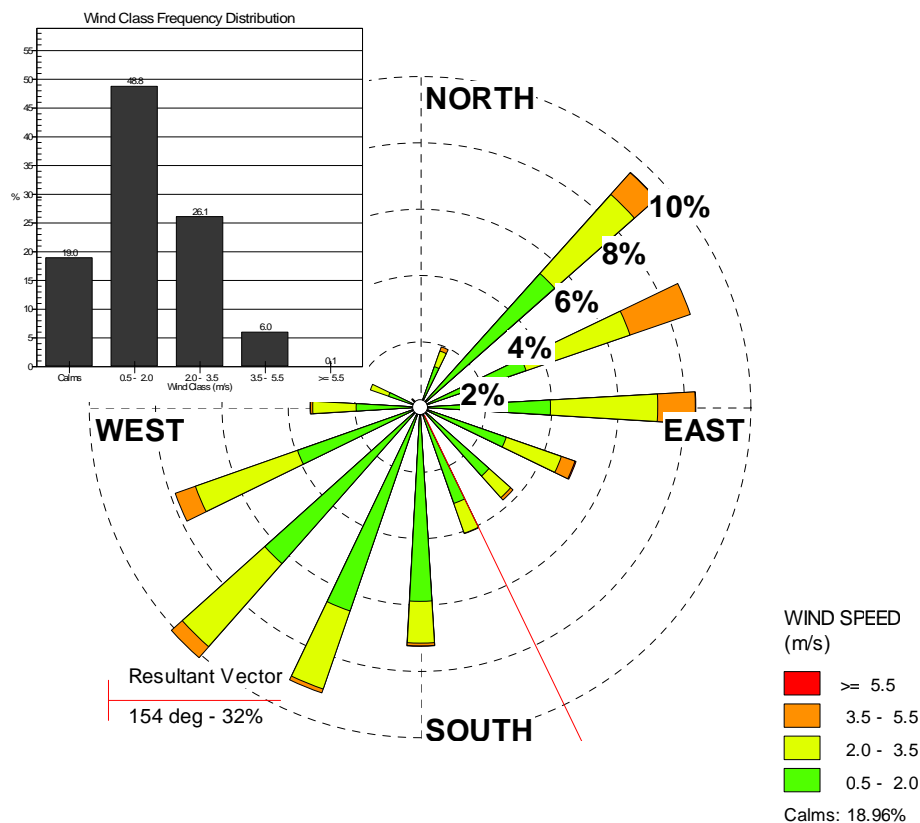 Wind Class Frequency Distribution
55
50
45
40
35
30
25
20
15
10
5
0
%
19.0
48.8
26.1
6.0
0.1
Calms
0.5 - 2.0
2.0 - 3.5
3.5 - 5.5
>= 5.5
Wind Class (m/s)
NORTH
10%
8%
6%
4%
2%
WEST
EAST
SOUTH
Resultant Vector
154 deg - 32%
WIND SPEED
(m/s)
>= 5.5
3.5 - 5.5
2.0 - 3.5
0.5 - 2.0
Calms: 18.96%